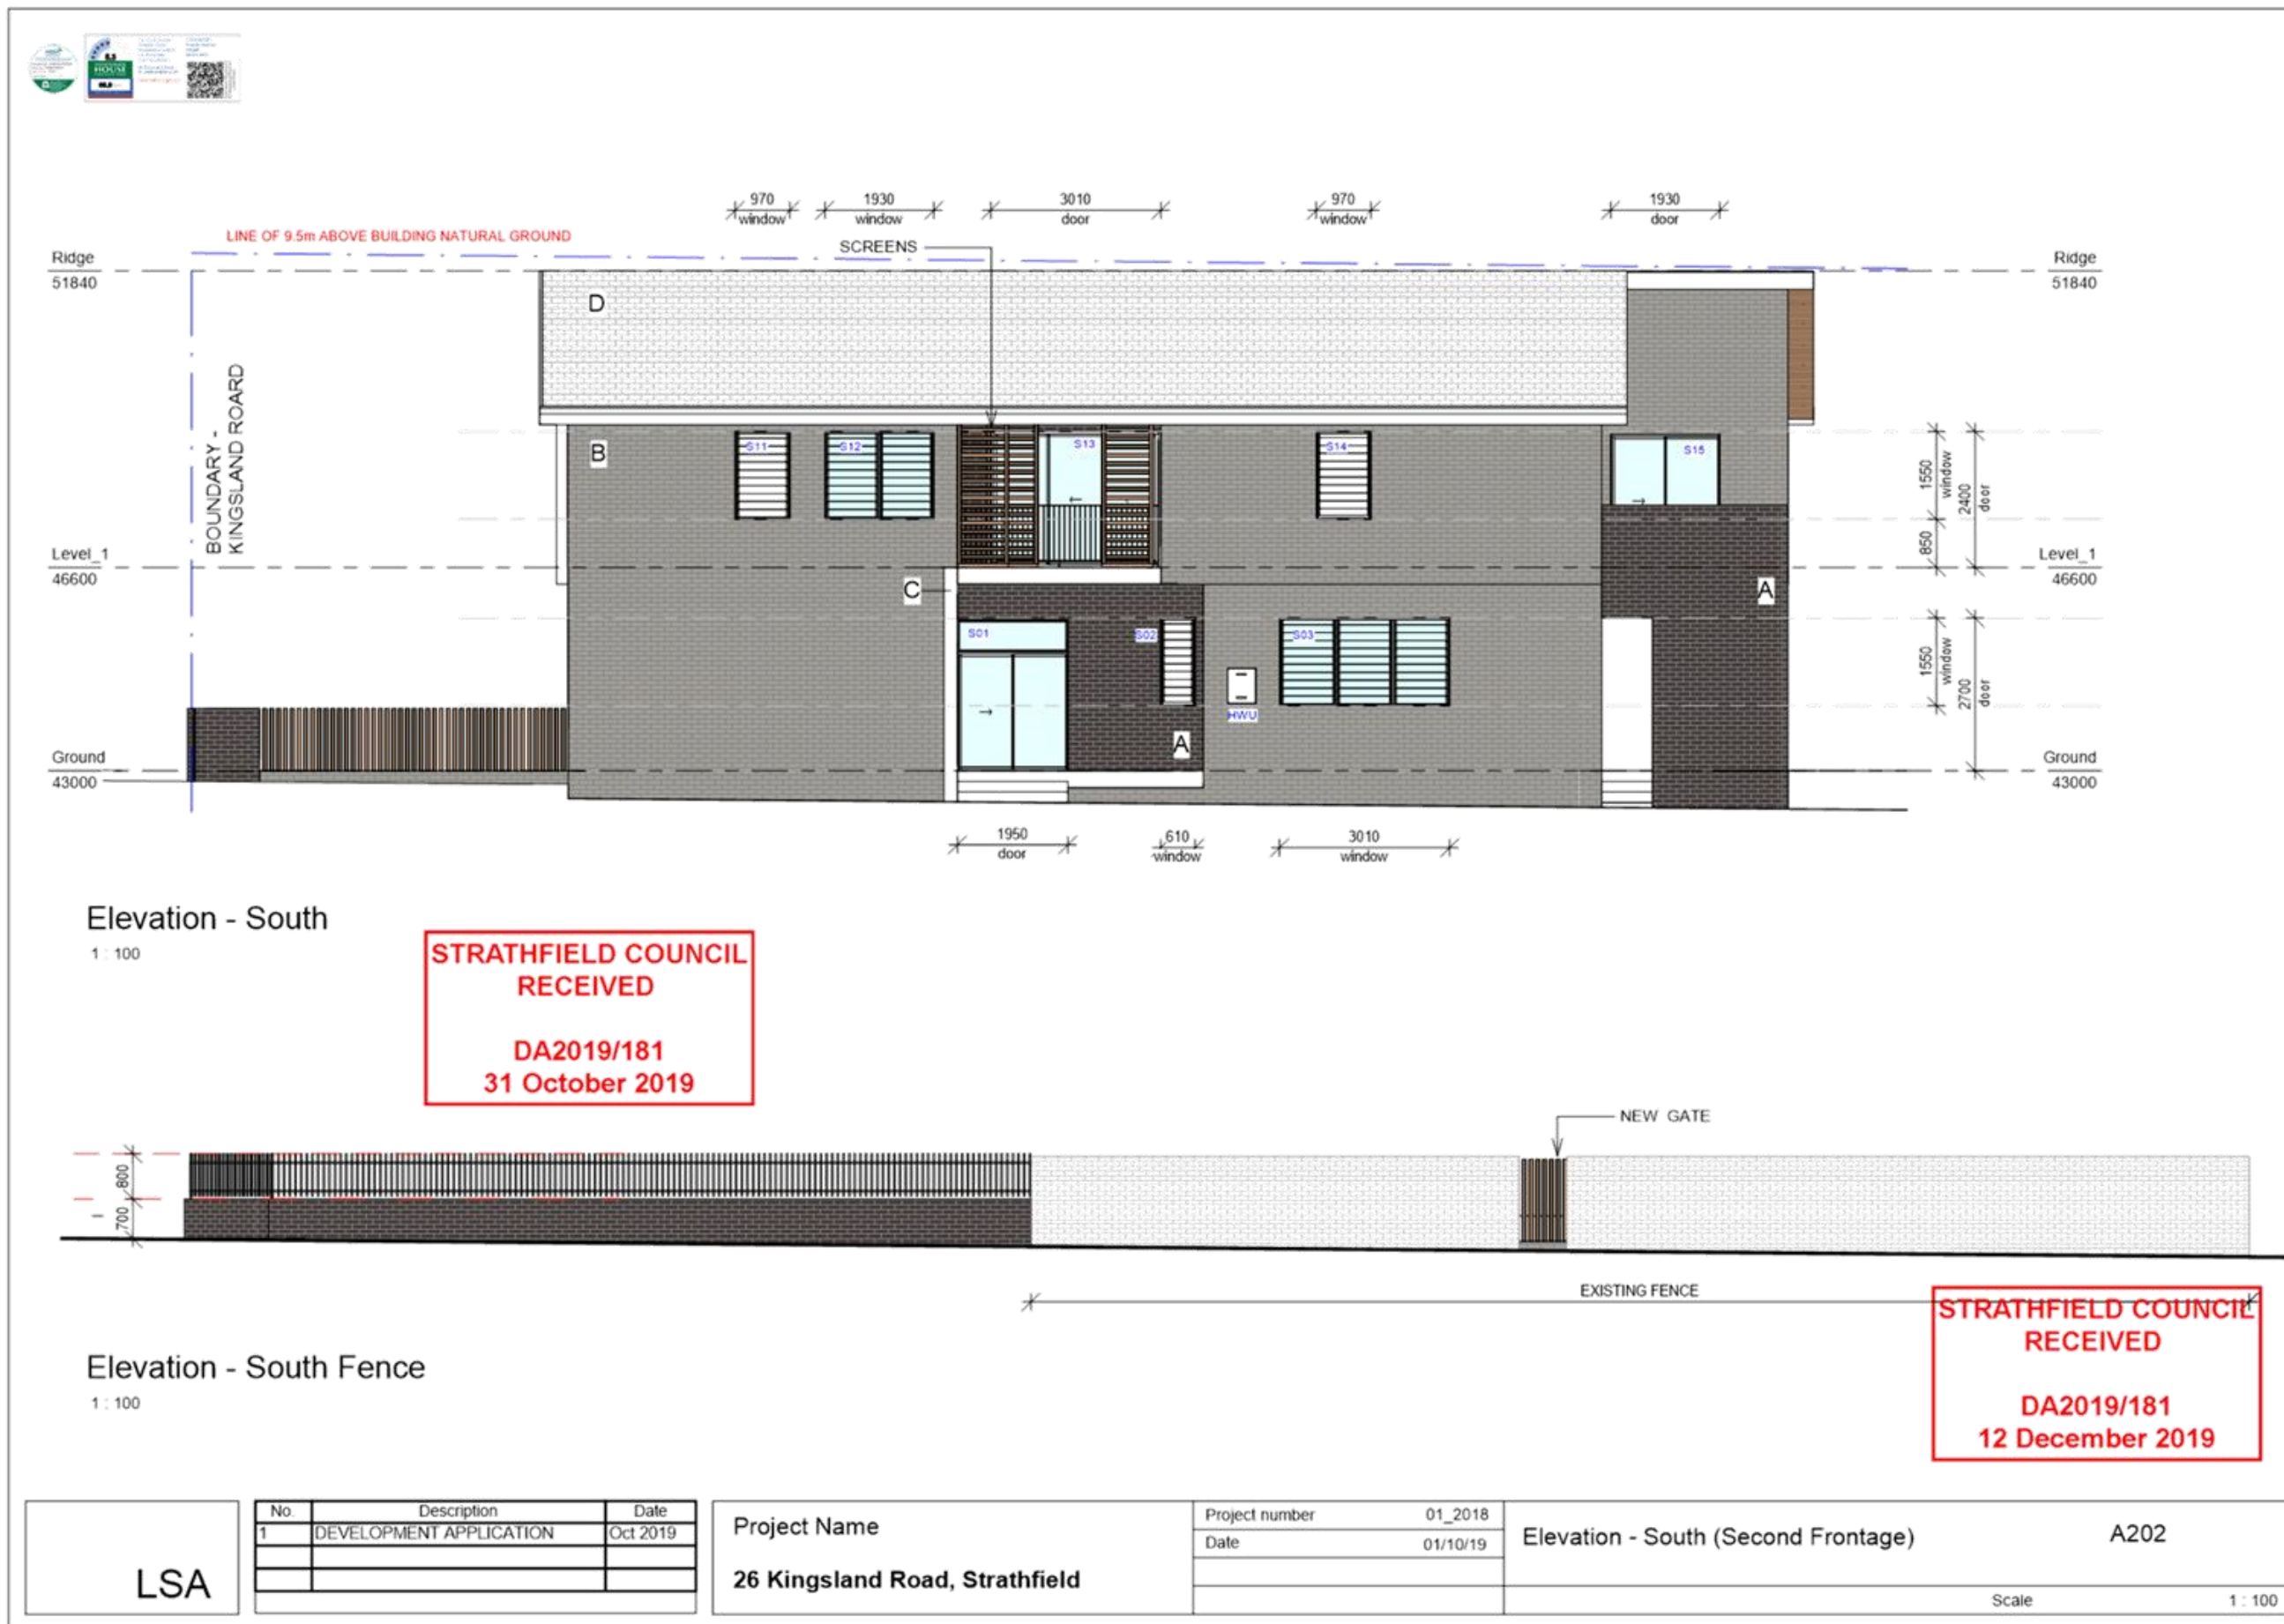 HOUSE
970
window
1930
window
3010
door
970
window
1930
door
LINE OF 9.5m ABOVE BUILDING NATURAL GROUND
SCREENS
Ridge
51840
Ridge
51840
D
BOUNDARY -
KINGSLAND ROARD
B
S11
S12
S13
S14
S15
1550
window
2400
door
850
Level_1
46600
Level_1
46600
C
A
S01
S02
S03
HWU
A
1550
window
2700
door
Ground
43000
Ground
43000
1950
door
610
window
3010
window
Elevation - South
1 : 100
STRATHFIELD COUNCIL
RECEIVED
DA2019/181
31 October 2019
NEW GATE
800
700
EXISTING FENCE
Elevation - South Fence
1 : 100
STRATHFIELD COUNCIL
RECEIVED
DA2019/181
12 December 2019
LSA
No. Description Date
1 DEVELOPMENT APPLICATION Oct 2019
Project Name
26 Kingsland Road, Strathfield
Project number 01_2018
Date 01/10/19
Elevation - South (Second Frontage) A202
Scale 1 : 100